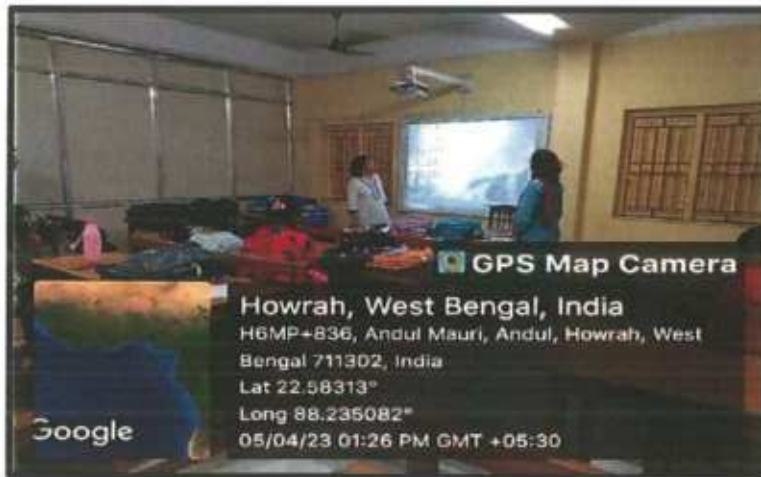 GPS Map Camera
Howrah, West Bengal, India
H6MP+836, Andul Mauri, Andul, Howrah, West
Bengal 711302, India
Lat 22.58313°
Long 88.235082°
05/04/23 01:26 PM GMT +05:30
Google